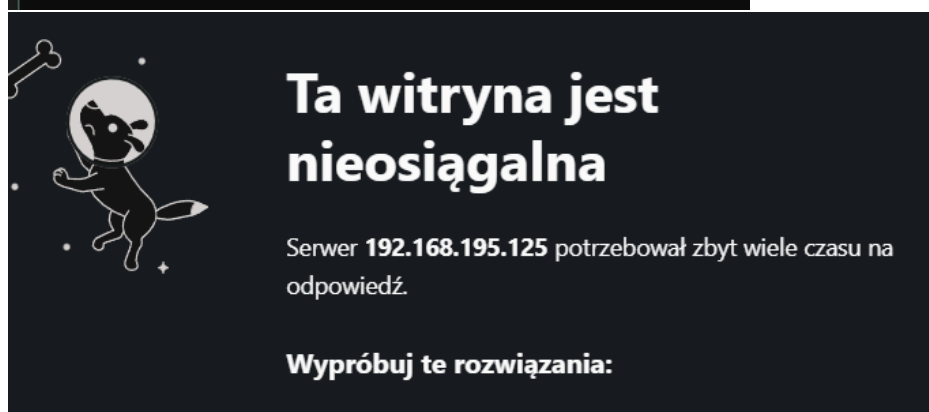 Ta witryna jest
nieosiągalna
Serwer 192.168.195.125 potrzebował zbyt wiele czasu na
odpowiedź.
Wypróbuj te rozwiązania: